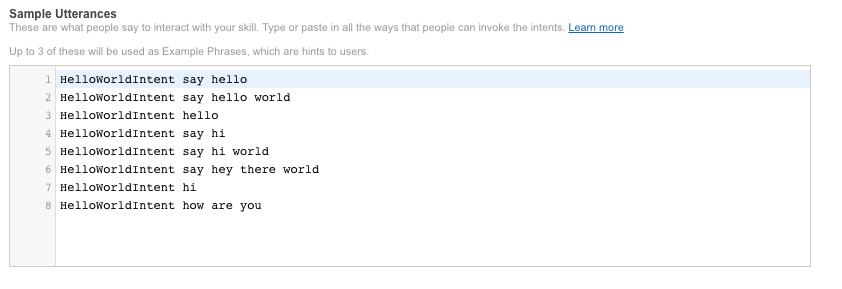 Sample Utterances
These are what people say to interact with your skill. Type or paste in all the ways that people can invoke the intents. Learn more
Up to 3 of these will be used as Example Phrases, which are hints to users.
1 HelloWorldIntent say hello
2 HelloWorldIntent say hello world
3 HelloWorldIntent hello
4 HelloWorldIntent say hi
5 HelloWorldIntent say hi world
6 HelloWorldIntent say hey there world
7 HelloWorldIntent hi
8 HelloWorldIntent how are you